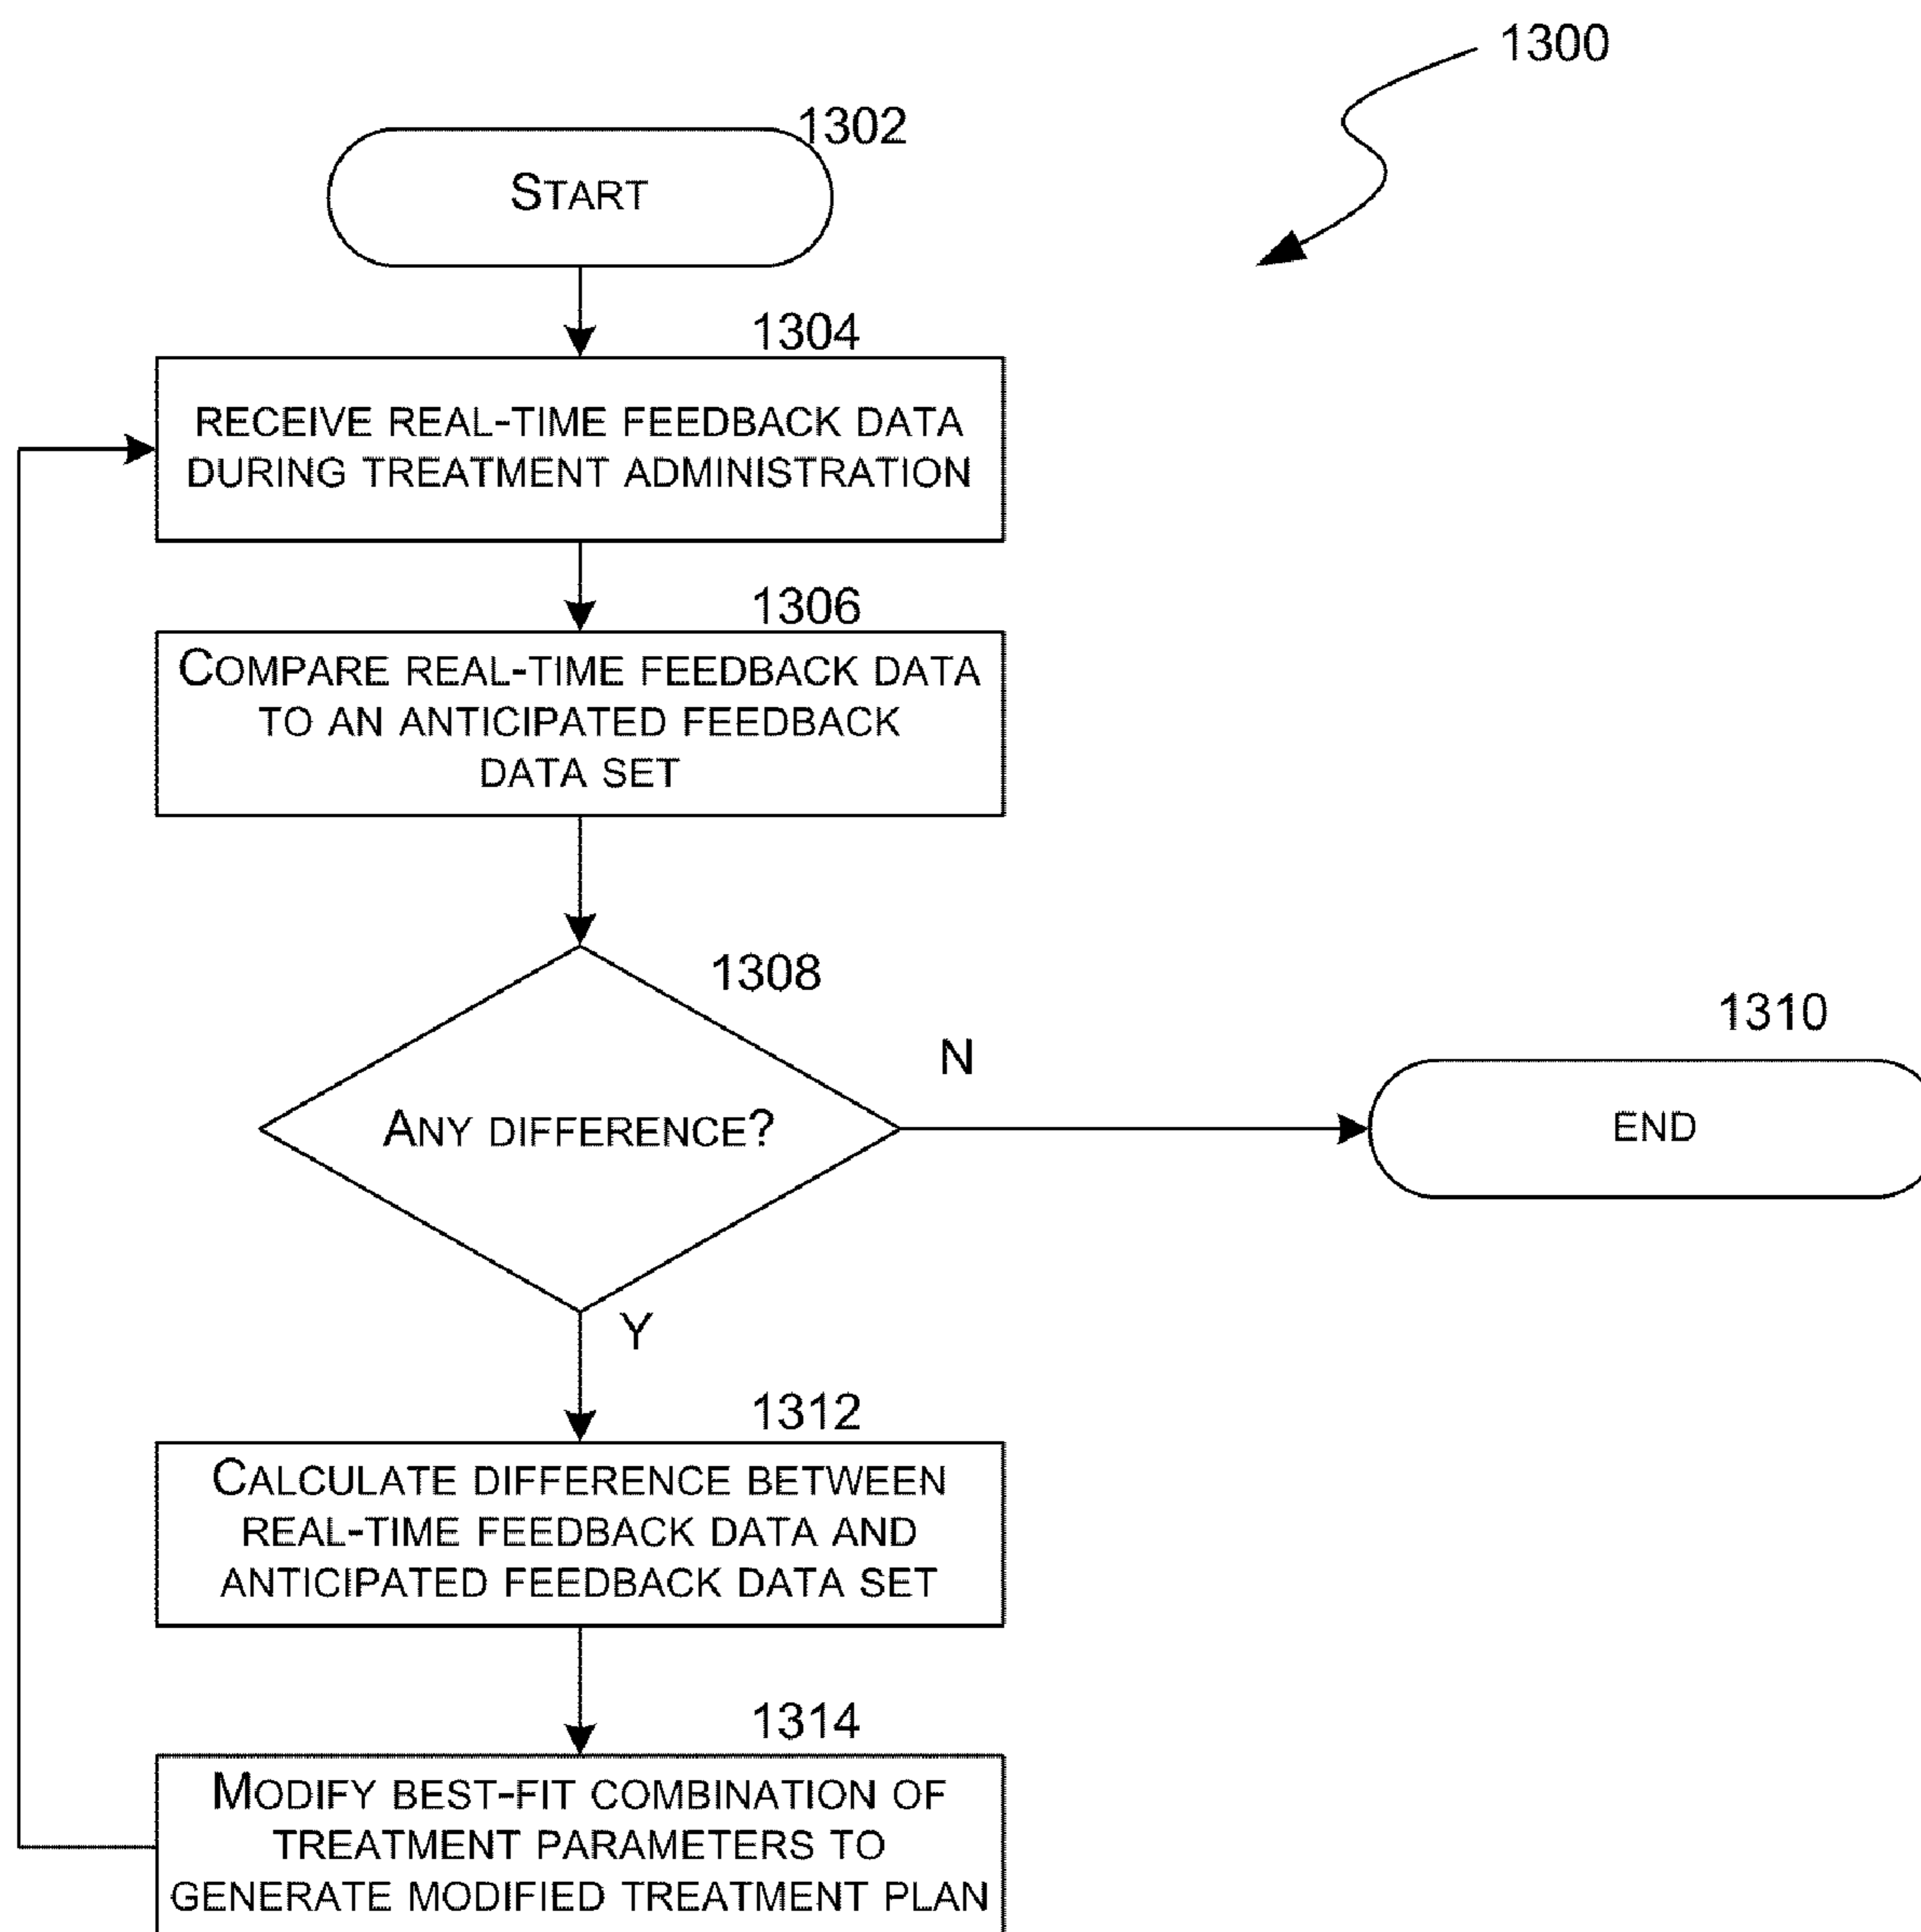 1300
1302
START
1304
RECEIVE REAL-TIME FEEDBACK DATA
DURING TREATMENT ADMINISTRATION
1306
COMPARE REAL-TIME FEEDBACK DATA
TO AN ANTICIPATED FEEDBACK
DATA SET
1308
ANY DIFFERENCE?
N
1310
END
Y
1312
CALCULATE DIFFERENCE BETWEEN
REAL-TIME FEEDBACK DATA AND
ANTICIPATED FEEDBACK DATA SET
1314
MODIFY BEST-FIT COMBINATION OF
TREATMENT PARAMETERS TO
GENERATE MODIFIED TREATMENT PLAN